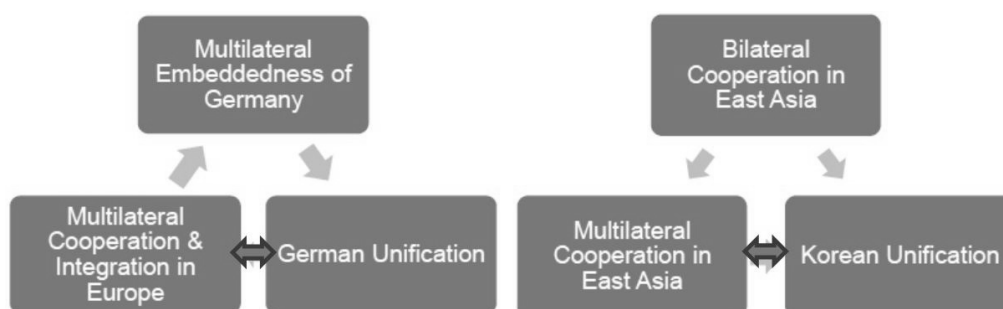 Multilateral
Embeddedness of
Germany
Bilateral
Cooperation in
East Asia
Multilateral
Cooperation &
Integration in
Europe
German Unification
Multilateral
Cooperation in
East Asia
Korean Unification